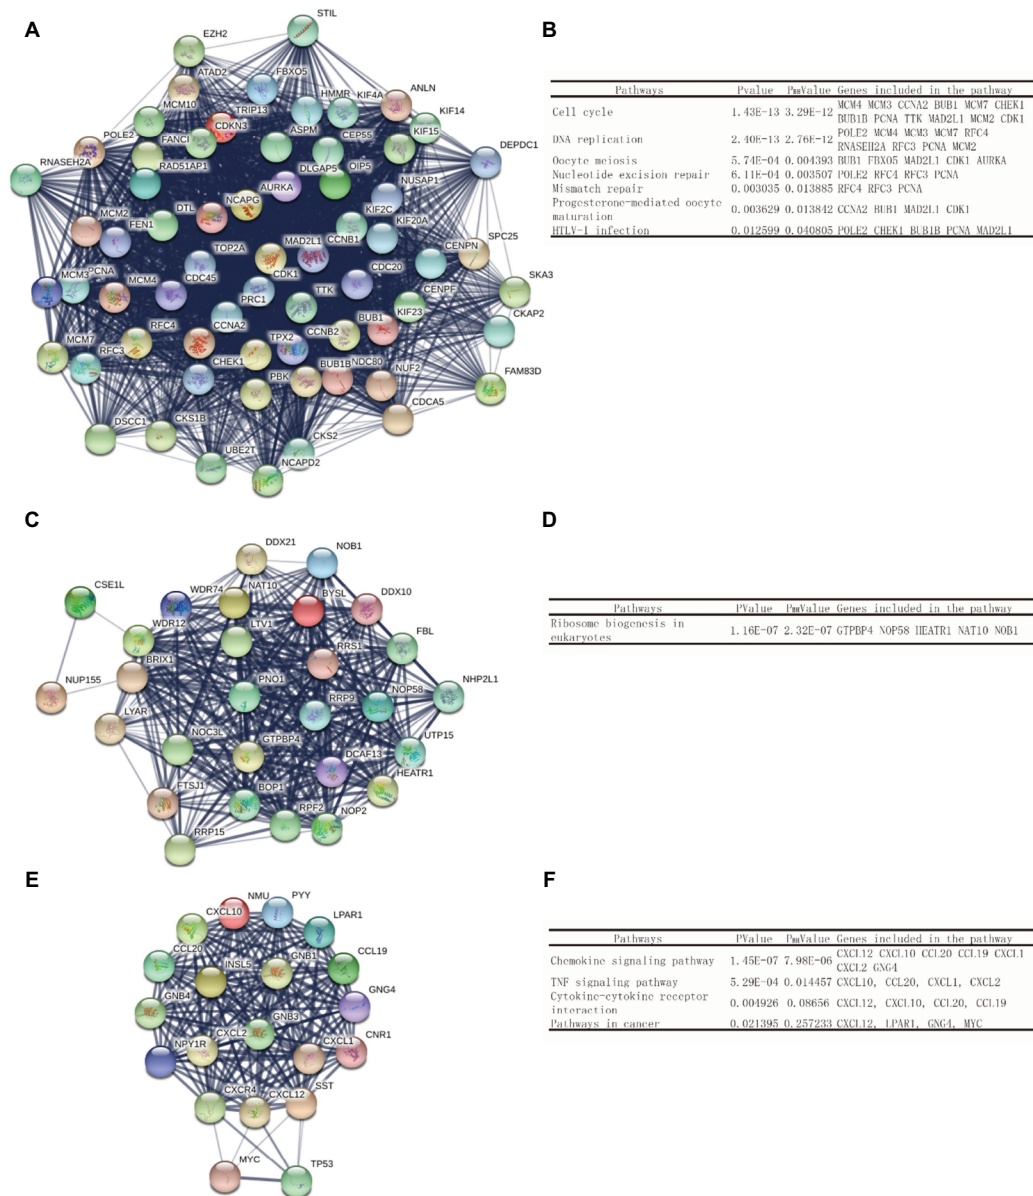 A
STIL
EZH2
ATAD2
FBXO5
MCM10
TRIP13
HMMR
KIF4A
ANLN
KIF14
CDKN3
ASPM
CEP55
KIF15
POLE2
FANCI
RNASEH2A
RAD51AP1
DLGAP5
OIP5
DEPDC1
AURKA
NUSAP1
MCM2
DTL
NCAPG
KIF2C
KIF20A
FEN1
TOP2A
MAD2L1
CCNB1
CENPN
SPC25
MCM3
PCNA
MCM4
CDC45
CDK1
CDC20
SKA3
PRC1
TTK
CENPF
CKAP2
KIF23
MCM7
RFC4
CCNA2
CCNB2
BUB1
RFC3
TPX2
CHEK1
BUB1B
NDC80
NUF2
FAM83D
PBK
CDCA5
DSCC1
CKS1B
CKS2
UBE2T
NCAPD2
B
Pathways PValue PmmValue Genes included in the pathway
Cell cycle 1.43E-13 3.29E-12 MCM4 MCM3 CCNA2 BUB1 MCM7 CHEK1
BUB1B PCNA TTK MAD2L1 MCM2 CDK1
DNA replication 2.40E-13 2.76E-12 POLE2 MCM4 MCM3 MCM7 RFC4
RNASEH2A RFC3 PCNA MCM2
Oocyte meiosis 5.74E-04 0.004393 BUB1 FBXO5 MAD2L1 CDK1 AURKA
Nucleotide excision repair 6.11E-04 0.003507 POLE2 RFC4 RFC3 PCNA
Mismatch repair 0.003035 0.013885 RFC4 RFC3 PCNA
Progesterone-mediated oocyte
maturation 0.003629 0.013842 CCNA2 BUB1 MAD2L1 CDK1
HTLV-I infection 0.012599 0.040805 POLE2 CHEK1 BUB1B PCNA MAD2L1
C
DDX21
NOB1
CSE1L
WDR74
NAT10
BYSL
DDX10
WDR12
LTV1
FBL
BRIX1
RRS1
NUP155
PNO1
NOP58
NHP2L1
RRP9
LYAR
NOC3L
GTPBP4
UTP15
DCAF13
HEATR1
FTSJ1
BOP1
RPF2
NOP2
RRP15
D
Pathways PValue PmmValue Genes included in the pathway
Ribosome biogenesis in
eukaryotes 1.16E-07 2.32E-07 GTPBP4 NOP58 HEATR1 NAT10 NOB1
E
NMU
PYY
CXCL10
LPAR1
CCL20
INSL5
GNB1
CCL19
GNB4
GNG4
GNB3
NPY1R
CXCL2
CXCL1
CNR1
CXCR4
CXCL12
SST
MYC
TP53
F
Pathways PValue PmmValue Genes included in the pathway
Chemokine signaling pathway 1.45E-07 7.98E-06 CXCL12 CXCL10 CCL20 CCL19 CXCL1
CXCL2 GNG4
TNF signaling pathway 5.29E-04 0.014457 CXCL10, CCL20, CXCL1, CXCL2
Cytokine-cytokine receptor
interaction 0.004926 0.08656 CXCL12, CXCL10, CCL20, CCL19
Pathways in cancer 0.021395 0.257233 CXCL12, LPAR1, GNG4, MYC